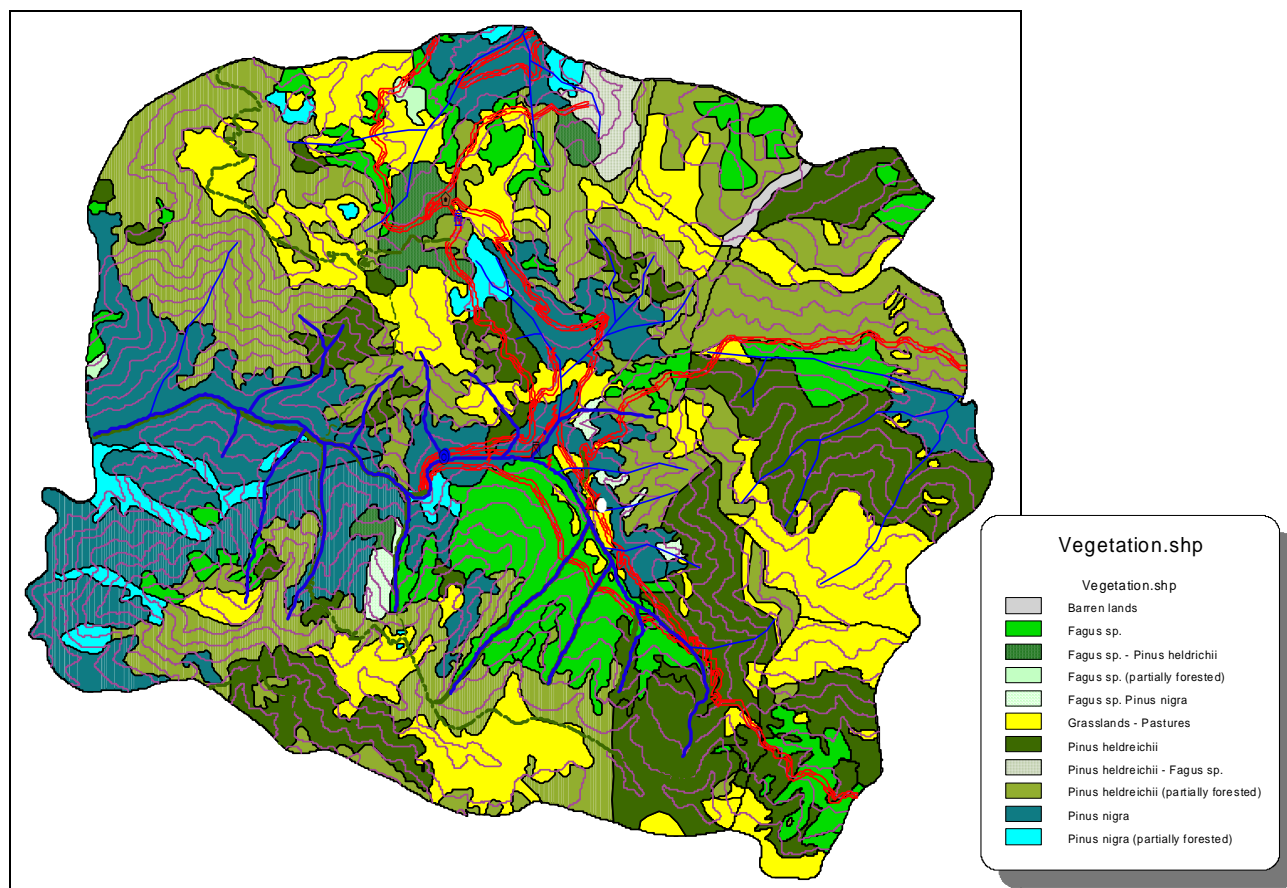 Vegetation.shp
Vegetation.shp
Barren lands
Fagus sp.
Fagus sp. - Pinus heldrichii
Fagus sp. (partially forested)
Fagus sp. Pinus nigra
Grasslands - Pastures
Pinus heldreichii
Pinus heldreichii - Fagus sp.
Pinus heldreichii (partially forested)
Pinus nigra
Pinus nigra (partially forested)